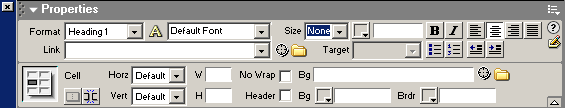 Properties
Format Heading 1 A Default Font Size None B I
Link Target
Cell Horz Default W No Wrap Bg
Vert Default H Header Bg Brdr